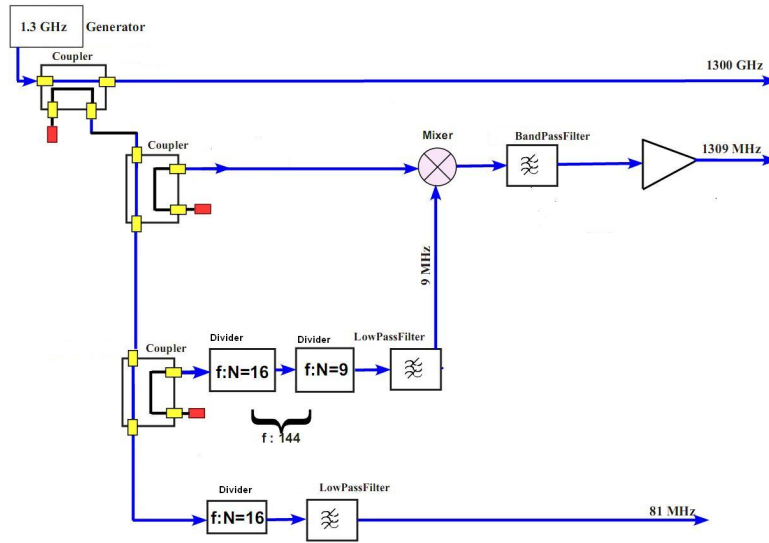 1.3 GHz
Generator
Coupler
1300 GHz
Coupler
Mixer
BandPassFilter
1309 MHz
9 MHz
Coupler
Divider
Divider
LowPassFilter
f:N=16
f:N=9
f : 144
Divider
LowPassFilter
f:N=16
81 MHz